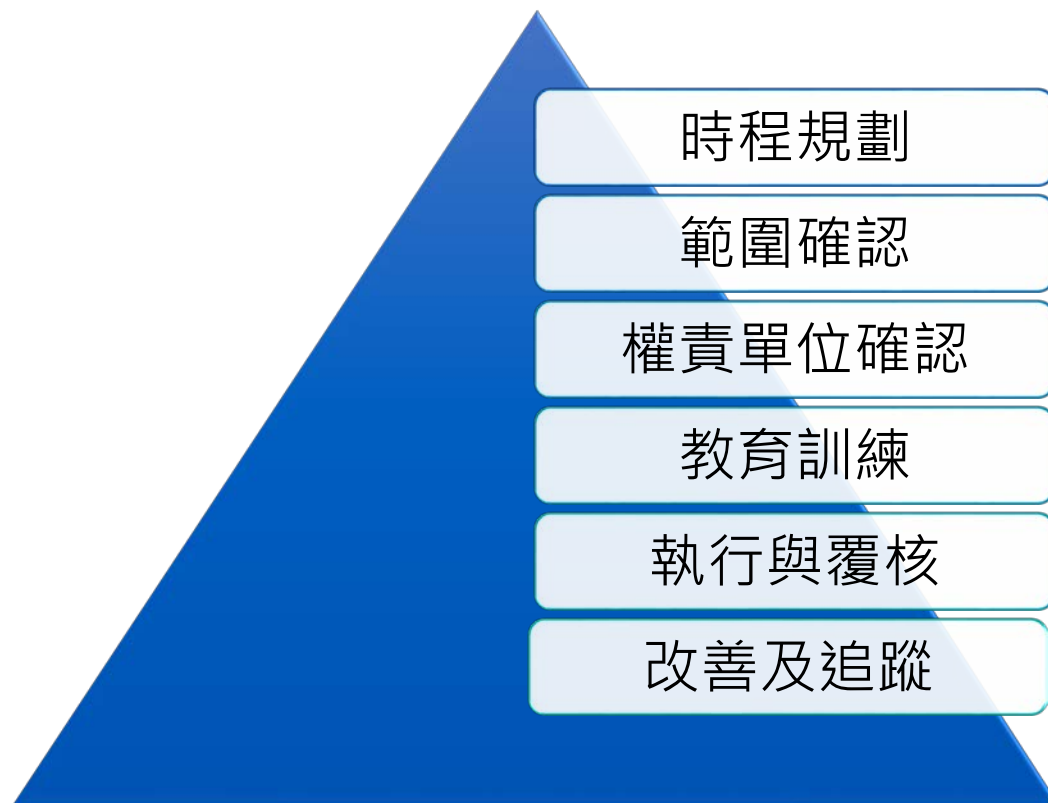 時程規劃
範圍確認
權責單位確認
教育訓練
執行與覆核
改善及追蹤